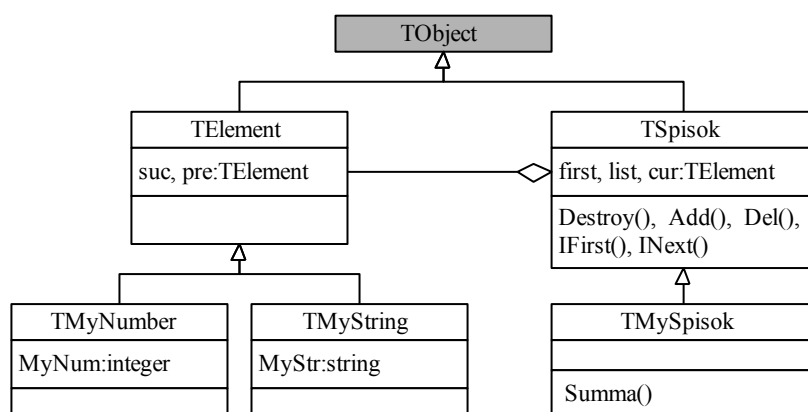 TObject
TElement
suc, pre:TElement
TSpisok
first, list, cur:TElement
Destroy(), Add(), Del(),
IFirst(), INext()
TMyNumber
MyNum:integer
TMyString
MyStr:string
TMySpisok
Summa()